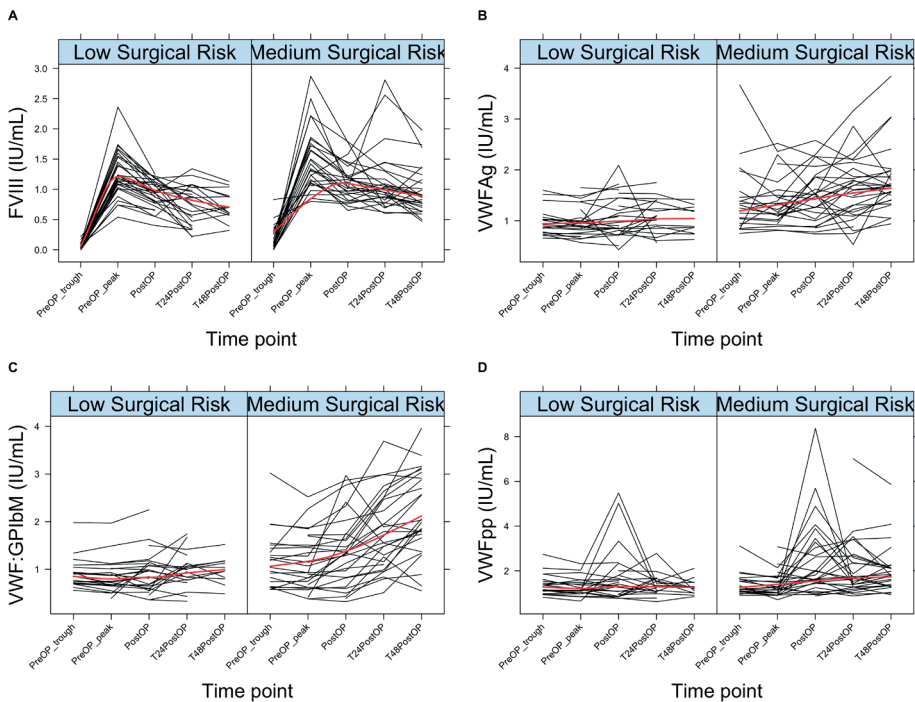 A
Low Surgical Risk
Medium Surgical Risk
FVIII (IU/mL)
3.0
2.5
2.0
1.5
1.0
0.5
0.0
PreOP_trough
PreOP_peak
PostOP
T24PostOP
T48PostOP
PreOP_trough
PreOP_peak
PostOP
T24PostOP
T48PostOP
Time point
B
Low Surgical Risk
Medium Surgical Risk
VWFAg (IU/mL)
4
3
2
1
PreOP_trough
PreOP_peak
PostOP
T24PostOP
T48PostOP
PreOP_trough
PreOP_peak
PostOP
T24PostOP
T48PostOP
Time point
C
Low Surgical Risk
Medium Surgical Risk
VWF:GPIbM (IU/mL)
4
3
2
1
PreOP_trough
PreOP_peak
PostOP
T24PostOP
T48PostOP
PreOP_trough
PreOP_peak
PostOP
T24PostOP
T48PostOP
Time point
D
Low Surgical Risk
Medium Surgical Risk
VWFpp (IU/mL)
8
6
4
2
PreOP_trough
PreOP_peak
PostOP
T24PostOP
T48PostOP
PreOP_trough
PreOP_peak
PostOP
T24PostOP
T48PostOP
Time point